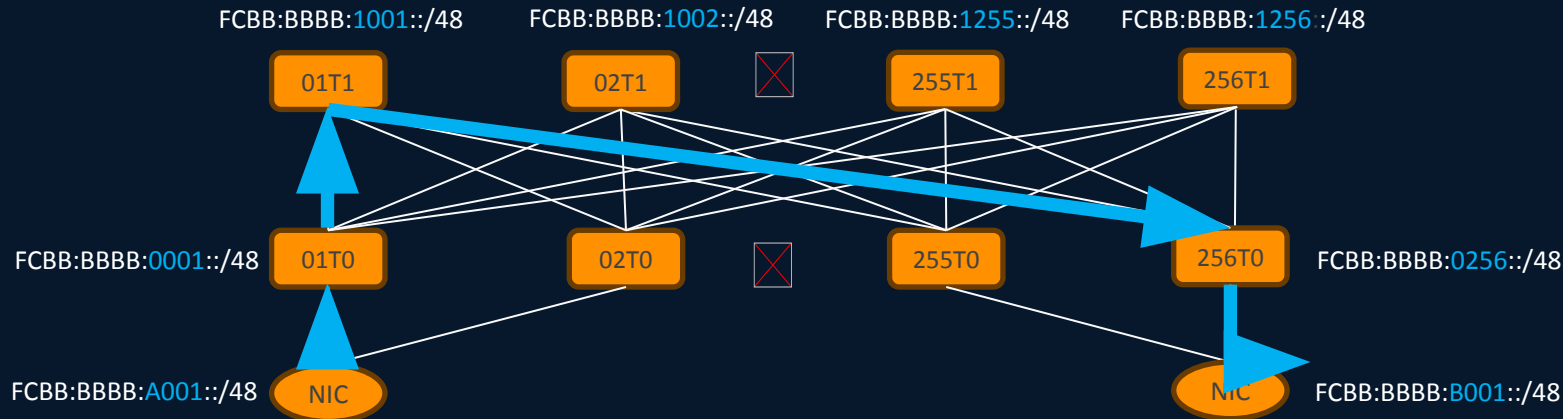 FCBB:BBBB:1001::/48
FCBB:BBBB:1002::/48
FCBB:BBBB:1255::/48
FCBB:BBBB:1256::/48
01T1
02T1
255T1
256T1
FCBB:BBBB:0001::/48
01T0
02T0
255T0
256T0
FCBB:BBBB:0256::/48
FCBB:BBBB:A001::/48
NIC
NIC
FCBB:BBBB:B001::/48